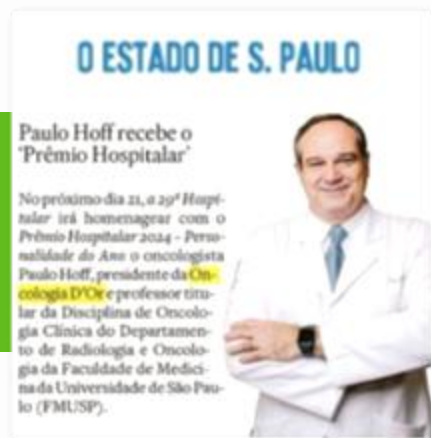 O ESTADO DE S. PAULO
Paulo Hoff recebe o
'Prêmio Hospitalar'
No próximo dia 21, a 29ª Hospi-
talar irá homenagear com o
Prêmio Hospitalar 2024 - Perso-
nalidade do Ano o oncologista
Paulo Hoff, presidente da On-
cologia D'Or e professor titu-
lar da Disciplina de Oncolo-
gia Clínica do Departamen-
to de Radiologia e Oncolo-
gia da Faculdade de Medici-
na da Universidade de São Pau-
lo (FMUSP).